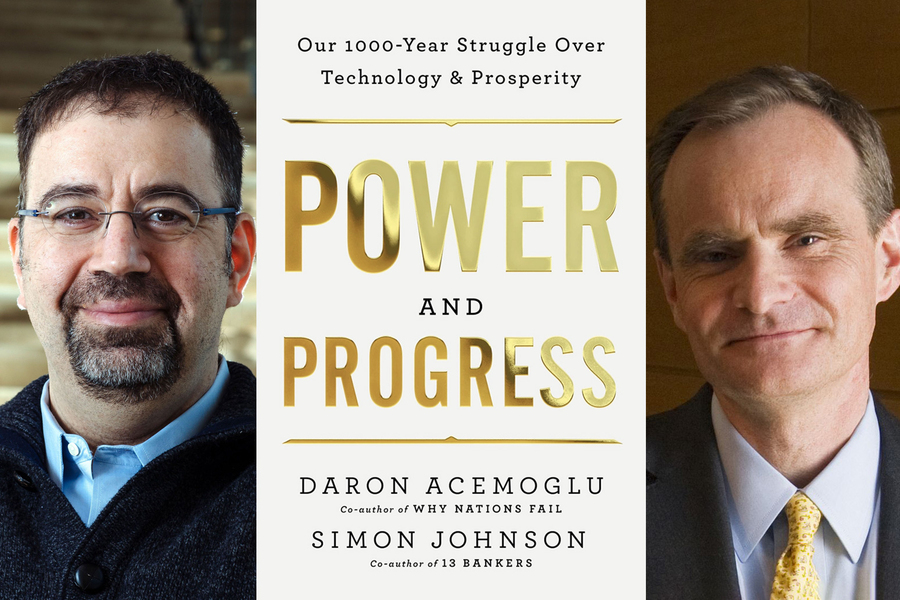 Our 1000-Year Struggle Over
Technology & Prosperity
POWER
AND
PROGRESS
DARON ACEMOGLU
Co-author of WHY NATIONS FAIL
SIMON JOHNSON
Co-author of 13 BANKERS